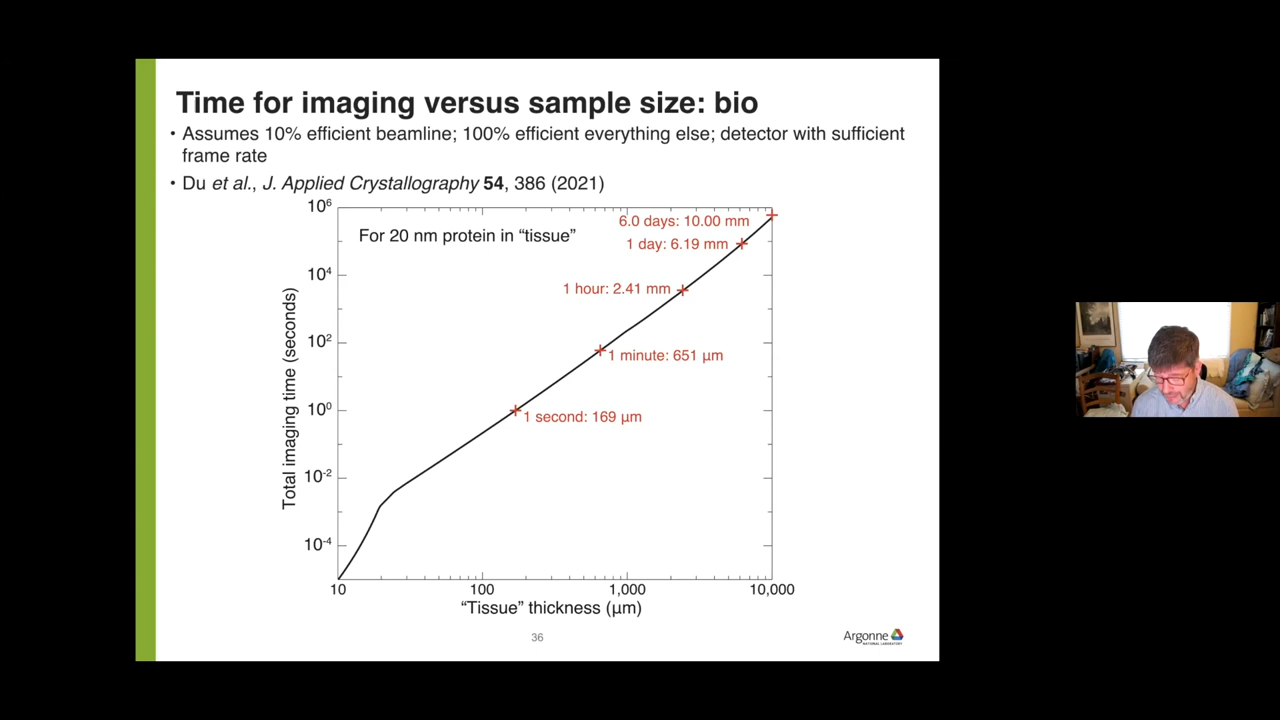 Time for imaging versus sample size: bio
• Assumes 10% efficient beamline; 100% efficient everything else; detector with sufficient
frame rate
• Du et al., J. Applied Crystallography 54, 386 (2021)
For 20 nm protein in “tissue”
6.0 days: 10.00 mm
1 day: 6.19 mm
1 hour: 2.41 mm
1 minute: 651 µm
1 second: 169 µm
Total imaging time (seconds)
10⁶
10⁴
10²
10⁰
10⁻²
10⁻⁴
10
100
1,000
10,000
“Tissue” thickness (µm)
36
Argonne
NATIONAL LABORATORY